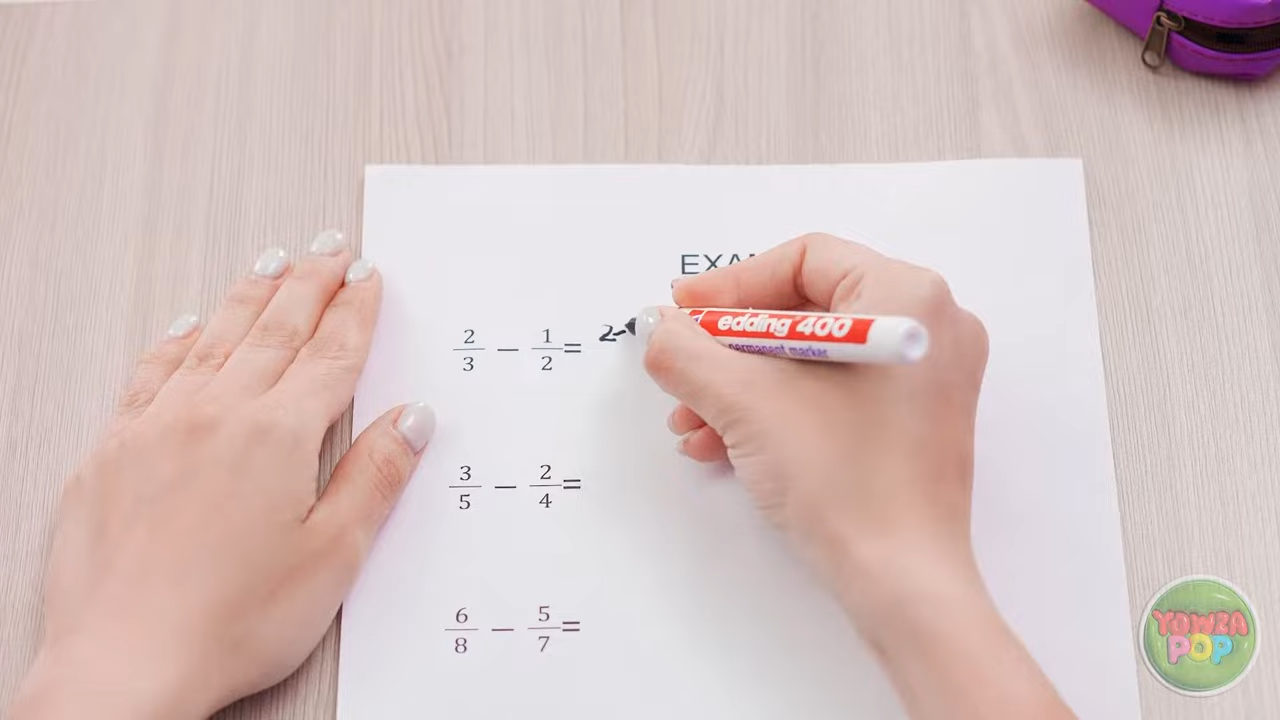 EXA
2/3 − 1/2 = 2-
edding 400
permanent marker
3/5 − 2/4 =
6/8 − 5/7 =
YOWZA
POP